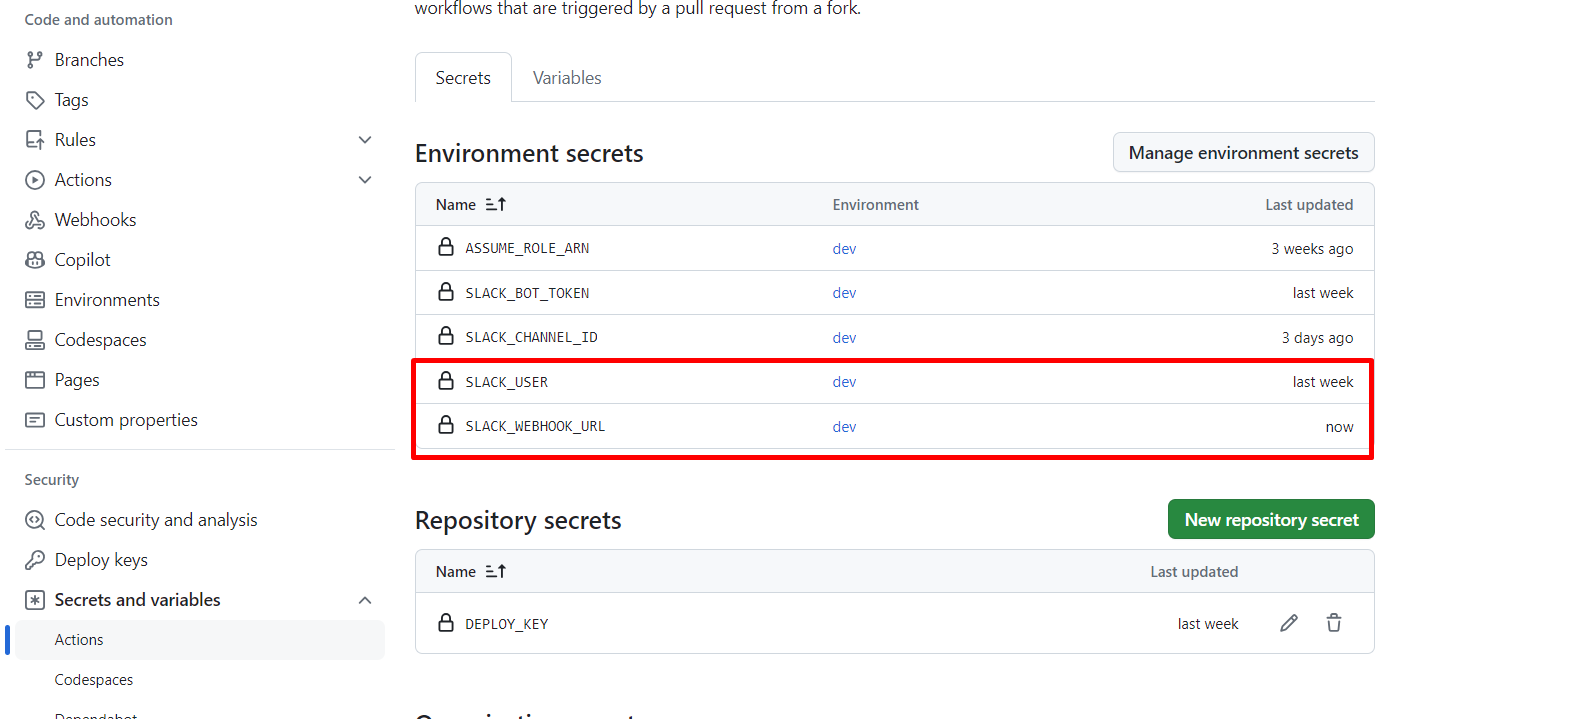 Code and automation
Branches
Tags
Rules
Actions
Webhooks
Copilot
Environments
Codespaces
Pages
Custom properties
Security
Code security and analysis
Deploy keys
Secrets and variables
Actions
Codespaces
Dependabot
workflows that are triggered by a pull request from a fork.
Secrets Variables
Environment secrets Manage environment secrets
Name Environment Last updated
ASSUME_ROLE_ARN dev 3 weeks ago
SLACK_BOT_TOKEN dev last week
SLACK_CHANNEL_ID dev 3 days ago
SLACK_USER dev last week
SLACK_WEBHOOK_URL dev now
Repository secrets New repository secret
Name Last updated
DEPLOY_KEY last week